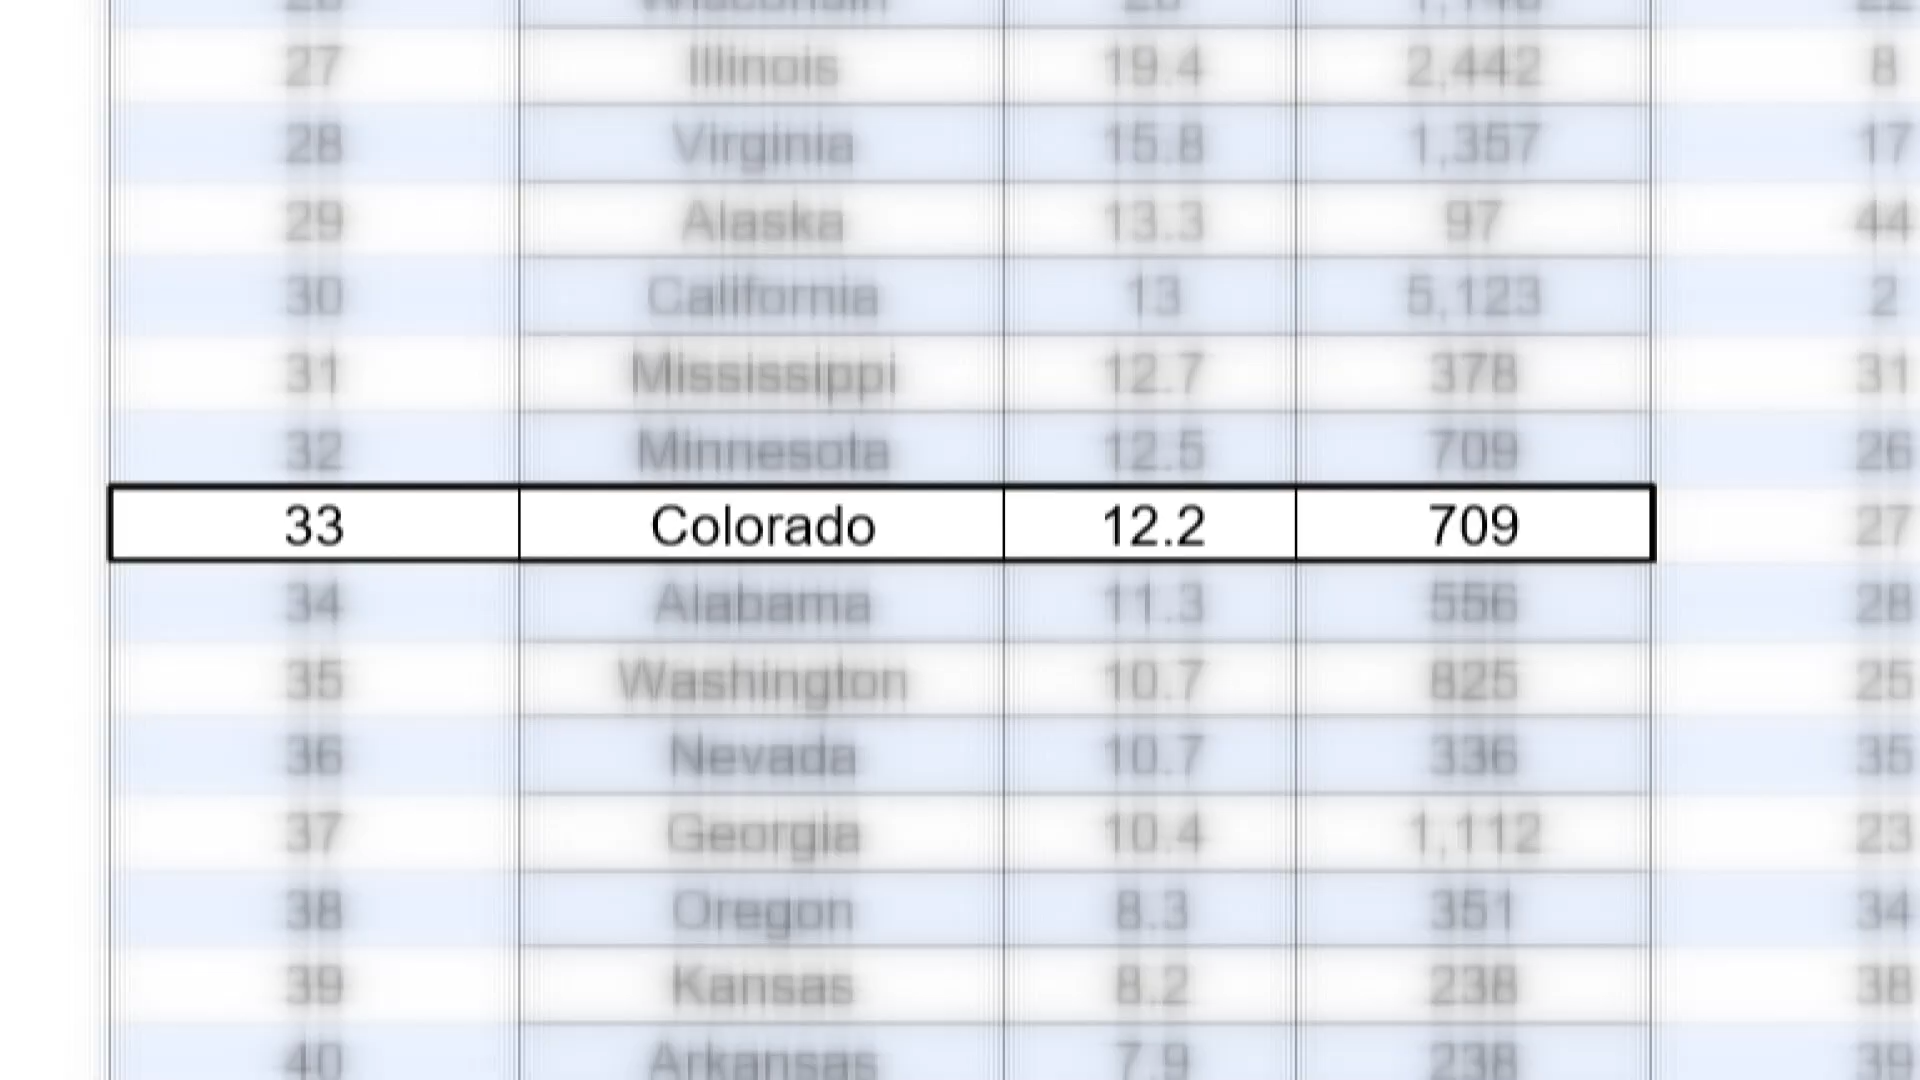 27 Illinois 19.4 2,442 8
28 Virginia 15.8 1,357 17
29 Alaska 13.3 97 44
30 California 13 5,123 2
31 Mississippi 12.7 378 31
32 Minnesota 12.5 709 26
33 Colorado 12.2 709 27
34 Alabama 11.3 556 28
35 Washington 10.7 825 25
36 Nevada 10.7 336 35
37 Georgia 10.4 1,112 23
38 Oregon 8.3 351 34
39 Kansas 8.2 238 38
40 Arkansas 7.9 238 39